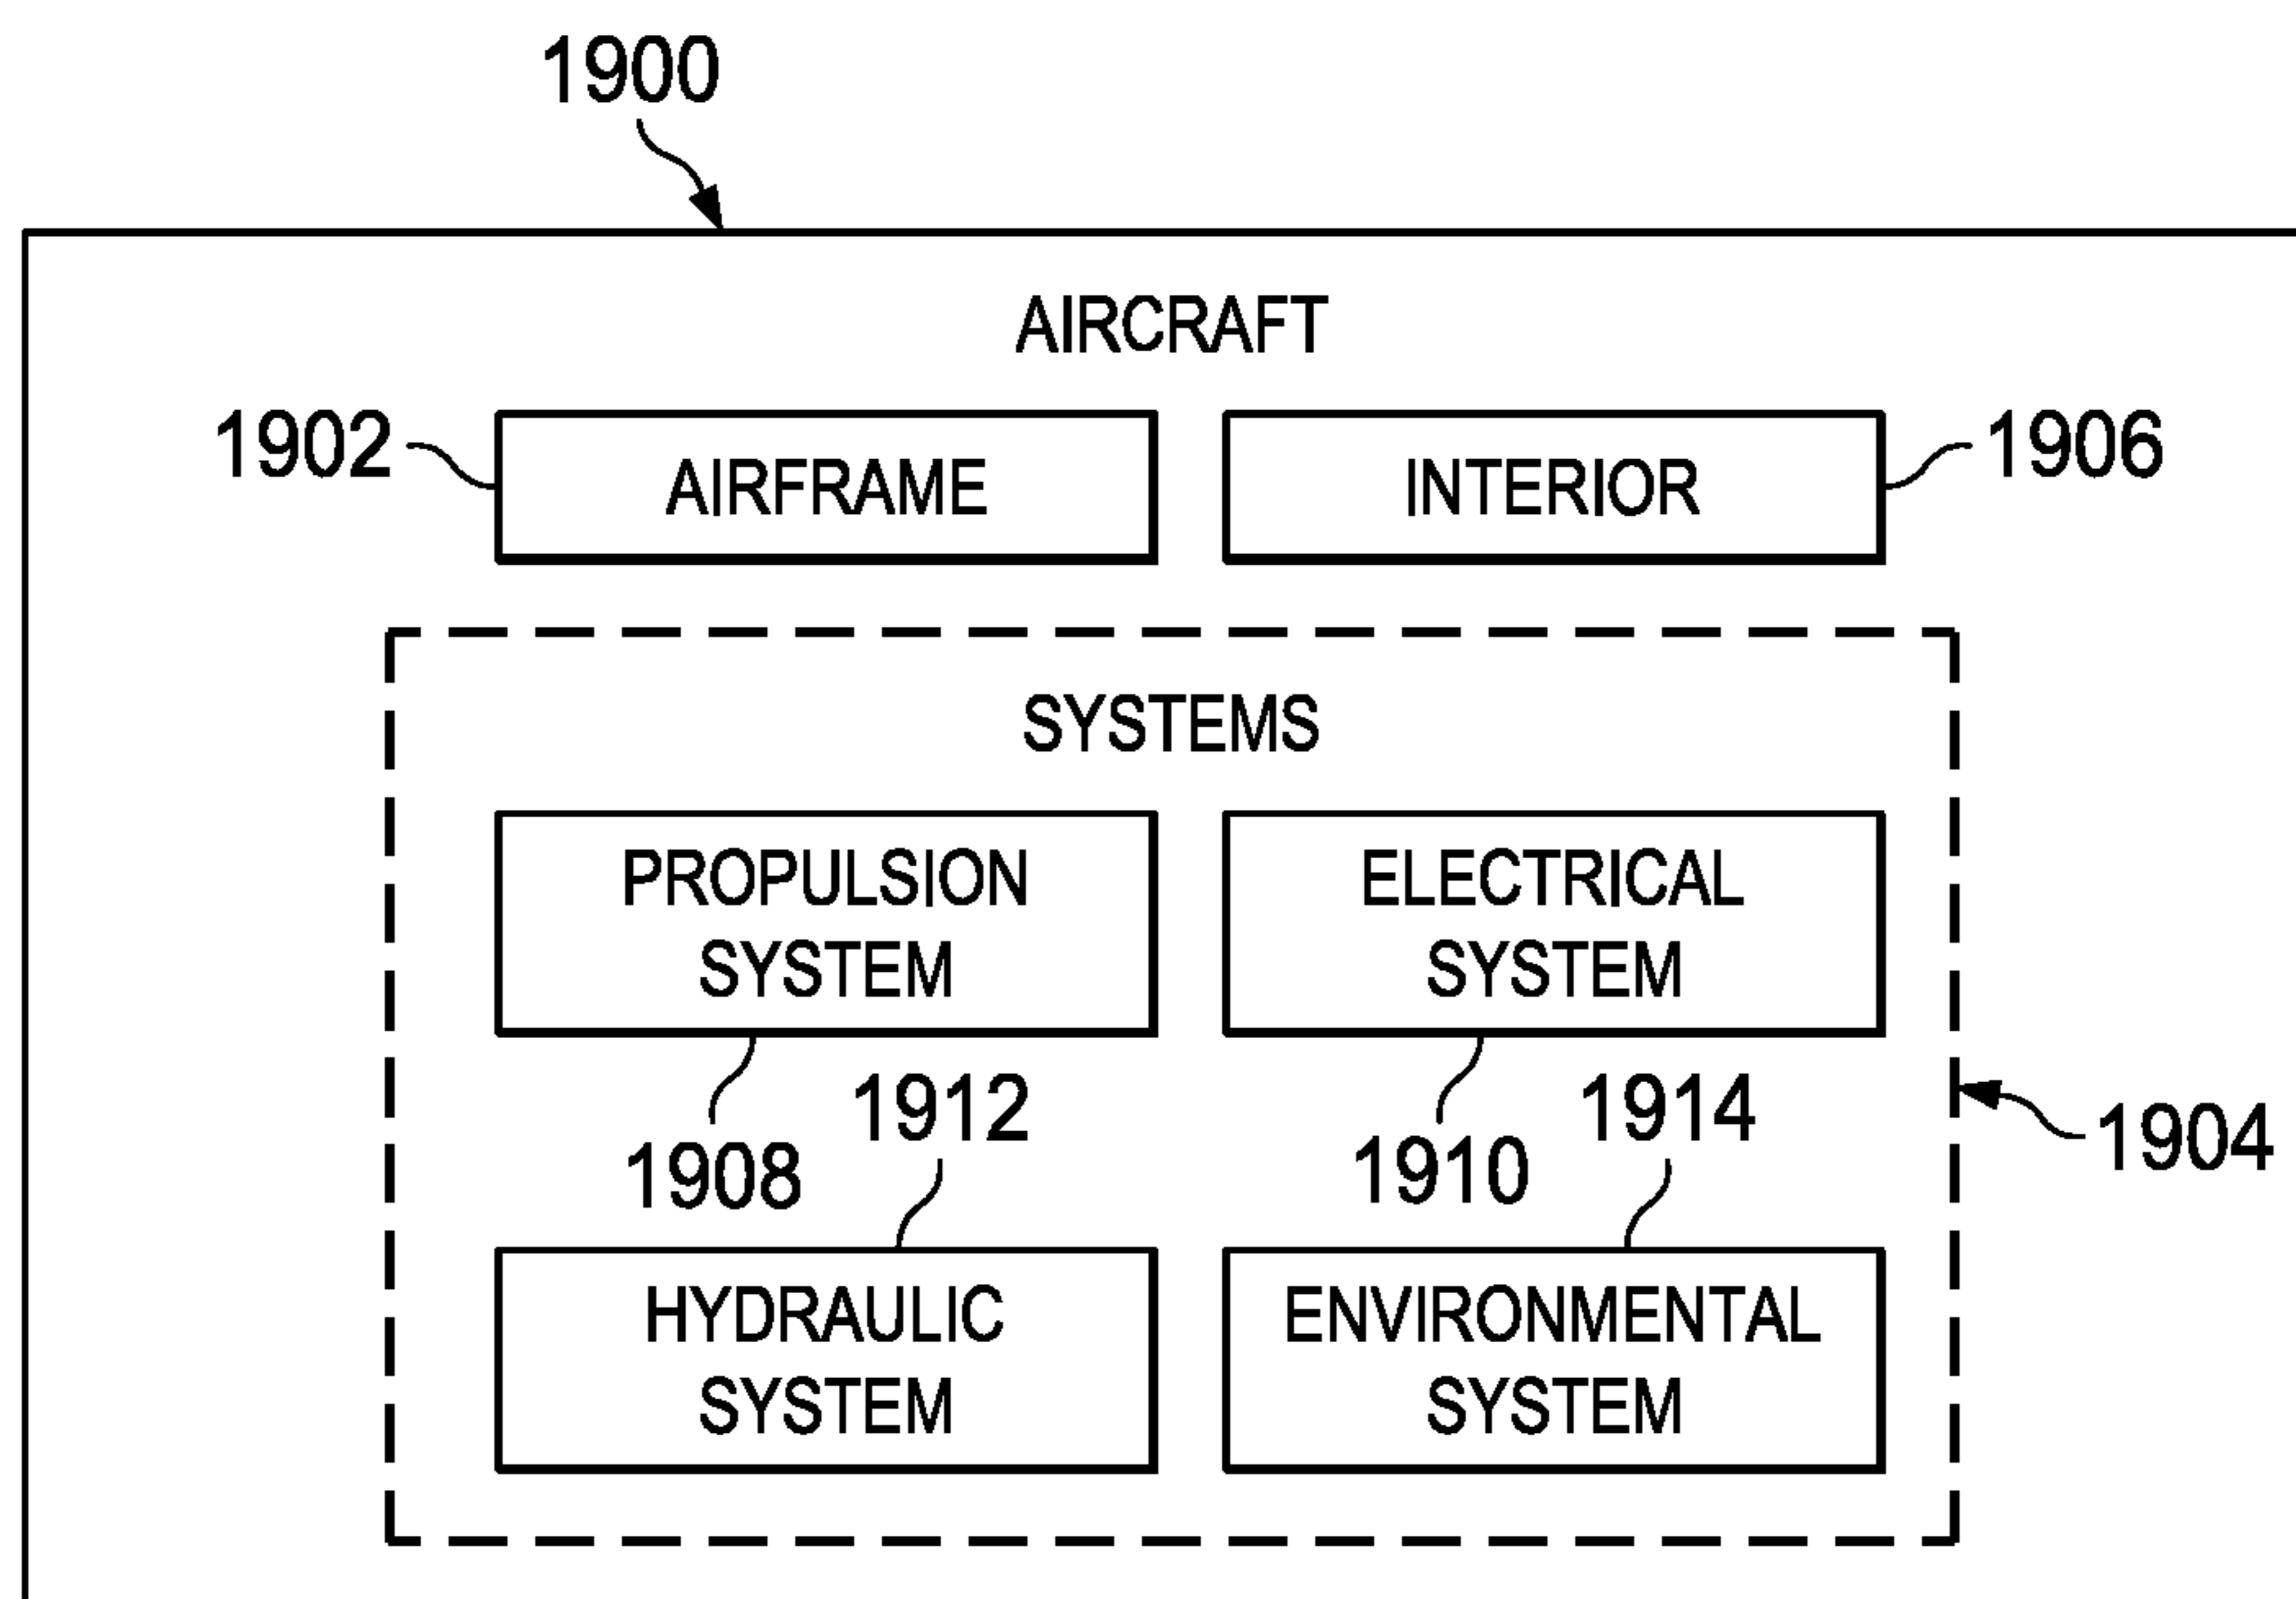 1900
AIRCRAFT
1902
AIRFRAME
INTERIOR
1906
SYSTEMS
PROPULSION
SYSTEM
ELECTRICAL
SYSTEM
1908
1912
1910
1914
1904
HYDRAULIC
SYSTEM
ENVIRONMENTAL
SYSTEM